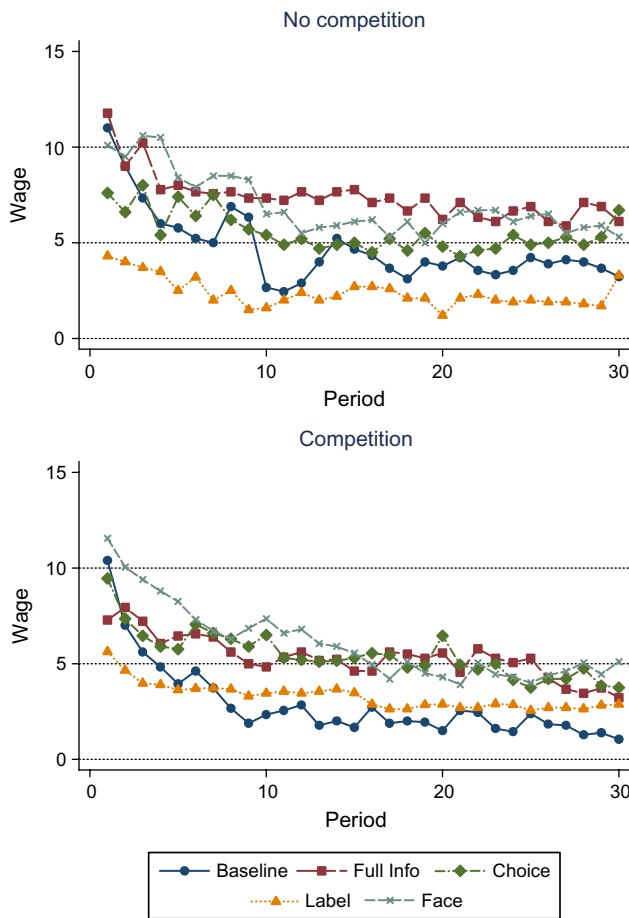 No competition
15
10
5
0
Wage
0 10 20 30
Period
Competition
15
10
5
0
Wage
0 10 20 30
Period
Baseline Full Info Choice
Label Face